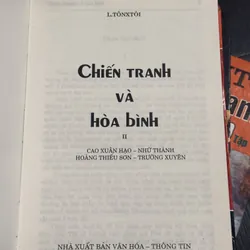 L.TÔNXTÔI
CHIẾN TRANH
VÀ
HÒA BÌNH
II
CAO XUÂN HẠO – NHỮ THÀNH
HOÀNG THIẾU SƠN – TRƯỜNG XUYÊN
NHÀ XUẤT BẢN VĂN HÓA – THÔNG TIN